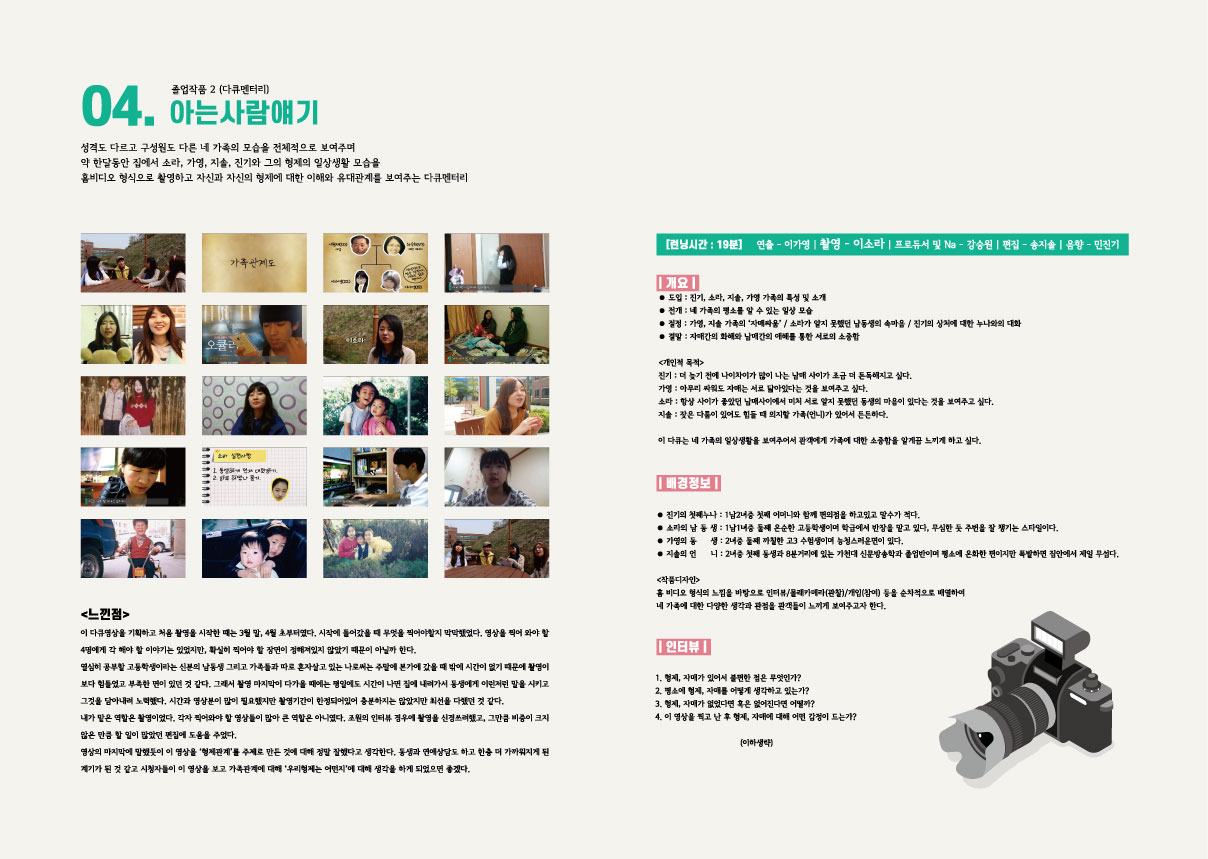 04.
졸업작품 2 (다큐멘터리)
아는사람얘기
성격도 다르고 구성원도 다른 네 가족의 모습을 전체적으로 보여주며
약 한달동안 집에서 소라, 가영, 지솔, 진기와 그의 형제의 일상생활 모습을
홈비디오 형식으로 촬영하고 자신과 자신의 형제에 대한 이해와 유대관계를 보여주는 다큐멘터리
가족관계도
오쿨러
이소라
소라 실천사항
<느낀점>
이 다큐영상을 기획하고 처음 촬영을 시작한 때는 3월 말, 4월 초부터였다. 시작에 들어갔을 때 무엇을 찍어야할지 막막했었다. 영상을 찍어 와야 할
4명에게 각 해야 할 이야기는 있었지만, 확실히 찍어야 할 장면이 정해져있지 않았기 때문이 아닐까 한다.
열심히 공부할 고등학생이라는 신분의 남동생 그리고 가족들과 따로 혼자살고 있는 나로써는 주말에 본가에 갔을 때 밖에 시간이 없기 때문에 촬영이
보다 힘들었고 부족한 면이 있던 것 같다. 그래서 촬영 마지막이 다가올 때에는 평일에도 시간이 나면 집에 내려가서 동생에게 이런저런 말을 시키고
그것을 담아내려 노력했다. 시간과 영상분이 많이 필요했지만 촬영기간이 한정되어있어 충분하지는 않았지만 최선을 다했던 것 같다.
내가 맡은 역할은 촬영이었다. 각자 찍어와야 할 영상들이 많아 큰 역할은 아니였다. 조원의 인터뷰 경우에 촬영을 신경쓰려했고, 그만큼 비중이 크지
않은 만큼 할 일이 많았던 편집에 도움을 주었다.
영상의 마지막에 말했듯이 이 영상을 '형제관계'를 주제로 만든 것에 대해 정말 잘했다고 생각한다. 동생과 연애상담도 하고 한층 더 가까워지게 된
계기가 된 것 같고 시청자들이 이 영상을 보고 가족관계에 대해 '우리형제는 어떤지'에 대해 생각을 하게 되었으면 좋겠다.
[런닝시간 : 19분] 연출 - 이가영 | 촬영 - 이소라 | 프로듀서 및 Na - 강승원 | 편집 - 송지솔 | 음향 - 민진기
| 개요 |
● 도입 : 진기, 소라, 지솔, 가영 가족의 특성 및 소개
● 전개 : 네 가족의 평소를 알 수 있는 일상 모습
● 절정 : 가영, 지솔 가족의 '자매싸움' / 소라가 알지 못했던 남동생의 속마음 / 진기의 상처에 대한 누나와의 대화
● 결말 : 자매간의 화해와 남매간의 이해를 통한 서로의 소중함
<개인적 목적>
진기 : 더 늦기 전에 나이차이가 많이 나는 남매 사이가 조금 더 돈독해지고 싶다.
가영 : 아무리 싸워도 자매는 서로 닮아있다는 것을 보여주고 싶다.
소라 : 항상 사이가 좋았던 남매사이에서 미처 서로 알지 못했던 동생의 마음이 있다는 것을 보여주고 싶다.
지솔 : 잦은 다툼이 있어도 힘들 때 의지할 가족(언니)가 있어서 든든하다.
이 다큐는 네 가족의 일상생활을 보여주어서 관객에게 가족에 대한 소중함을 알게끔 느끼게 하고 싶다.
| 배경정보 |
● 진기의 첫째누나 : 1남2녀중 첫째 어머니와 함께 편의점을 하고있고 말수가 적다.
● 소라의 남 동 생 : 1남1녀중 둘째 온순한 고등학생이며 학급에서 반장을 맡고 있다, 무심한 듯 주변을 잘 챙기는 스타일이다.
● 가영의 동 생 : 2녀중 둘째 까칠한 고3 수험생이며 능청스러운면이 있다.
● 지솔의 언 니 : 2녀중 첫째 동생과 8분거리에 있는 가천대 신문방송학과 졸업반이며 평소에 온화한 편이지만 폭발하면 집안에서 제일 무섭다.
<작품디자인>
홈 비디오 형식의 느낌을 바탕으로 인터뷰/몰래카메라(관찰)/개입(참여) 등을 순차적으로 배열하여
네 가족에 대한 다양한 생각과 관점을 관객들이 느끼게 보여주고자 한다.
| 인터뷰 |
1. 형제, 자매가 있어서 불편한 점은 무엇인가?
2. 평소에 형제, 자매를 어떻게 생각하고 있는가?
3. 형제, 자매가 없었다면 혹은 없어진다면 어떨까?
4. 이 영상을 찍고 난 후 형제, 자매에 대해 어떤 감정이 드는가?
(이하생략)